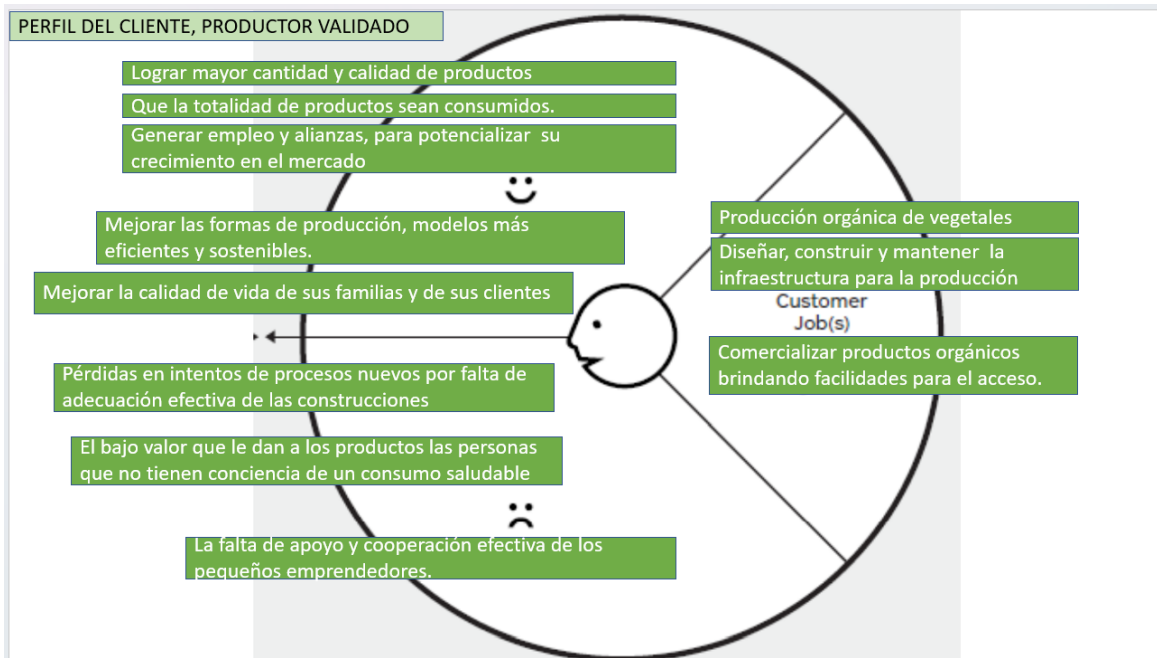 PERFIL DEL CLIENTE, PRODUCTOR VALIDADO
Lograr mayor cantidad y calidad de productos
Que la totalidad de productos sean consumidos.
Generar empleo y alianzas, para potencializar su
crecimiento en el mercado
Mejorar las formas de producción, modelos más
eficientes y sostenibles.
Mejorar la calidad de vida de sus familias y de sus clientes
Pérdidas en intentos de procesos nuevos por falta de
adecuación efectiva de las construcciones
El bajo valor que le dan a los productos las personas
que no tienen conciencia de un consumo saludable
La falta de apoyo y cooperación efectiva de los
pequeños emprendedores.
Producción orgánica de vegetales
Diseñar, construir y mantener la
infraestructura para la producción
Customer
Job(s)
Comercializar productos orgánicos
brindando facilidades para el acceso.